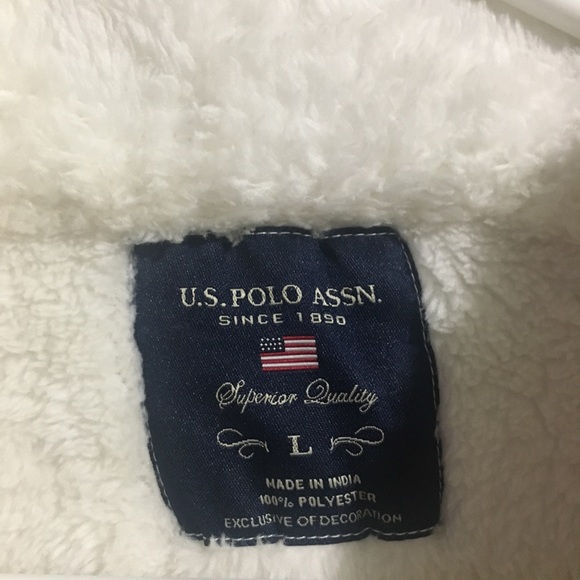 U.S. POLO ASSN.
SINCE 1890
Superior Quality
L
MADE IN INDIA
100% POLYESTER
EXCLUSIVE OF DECORATION